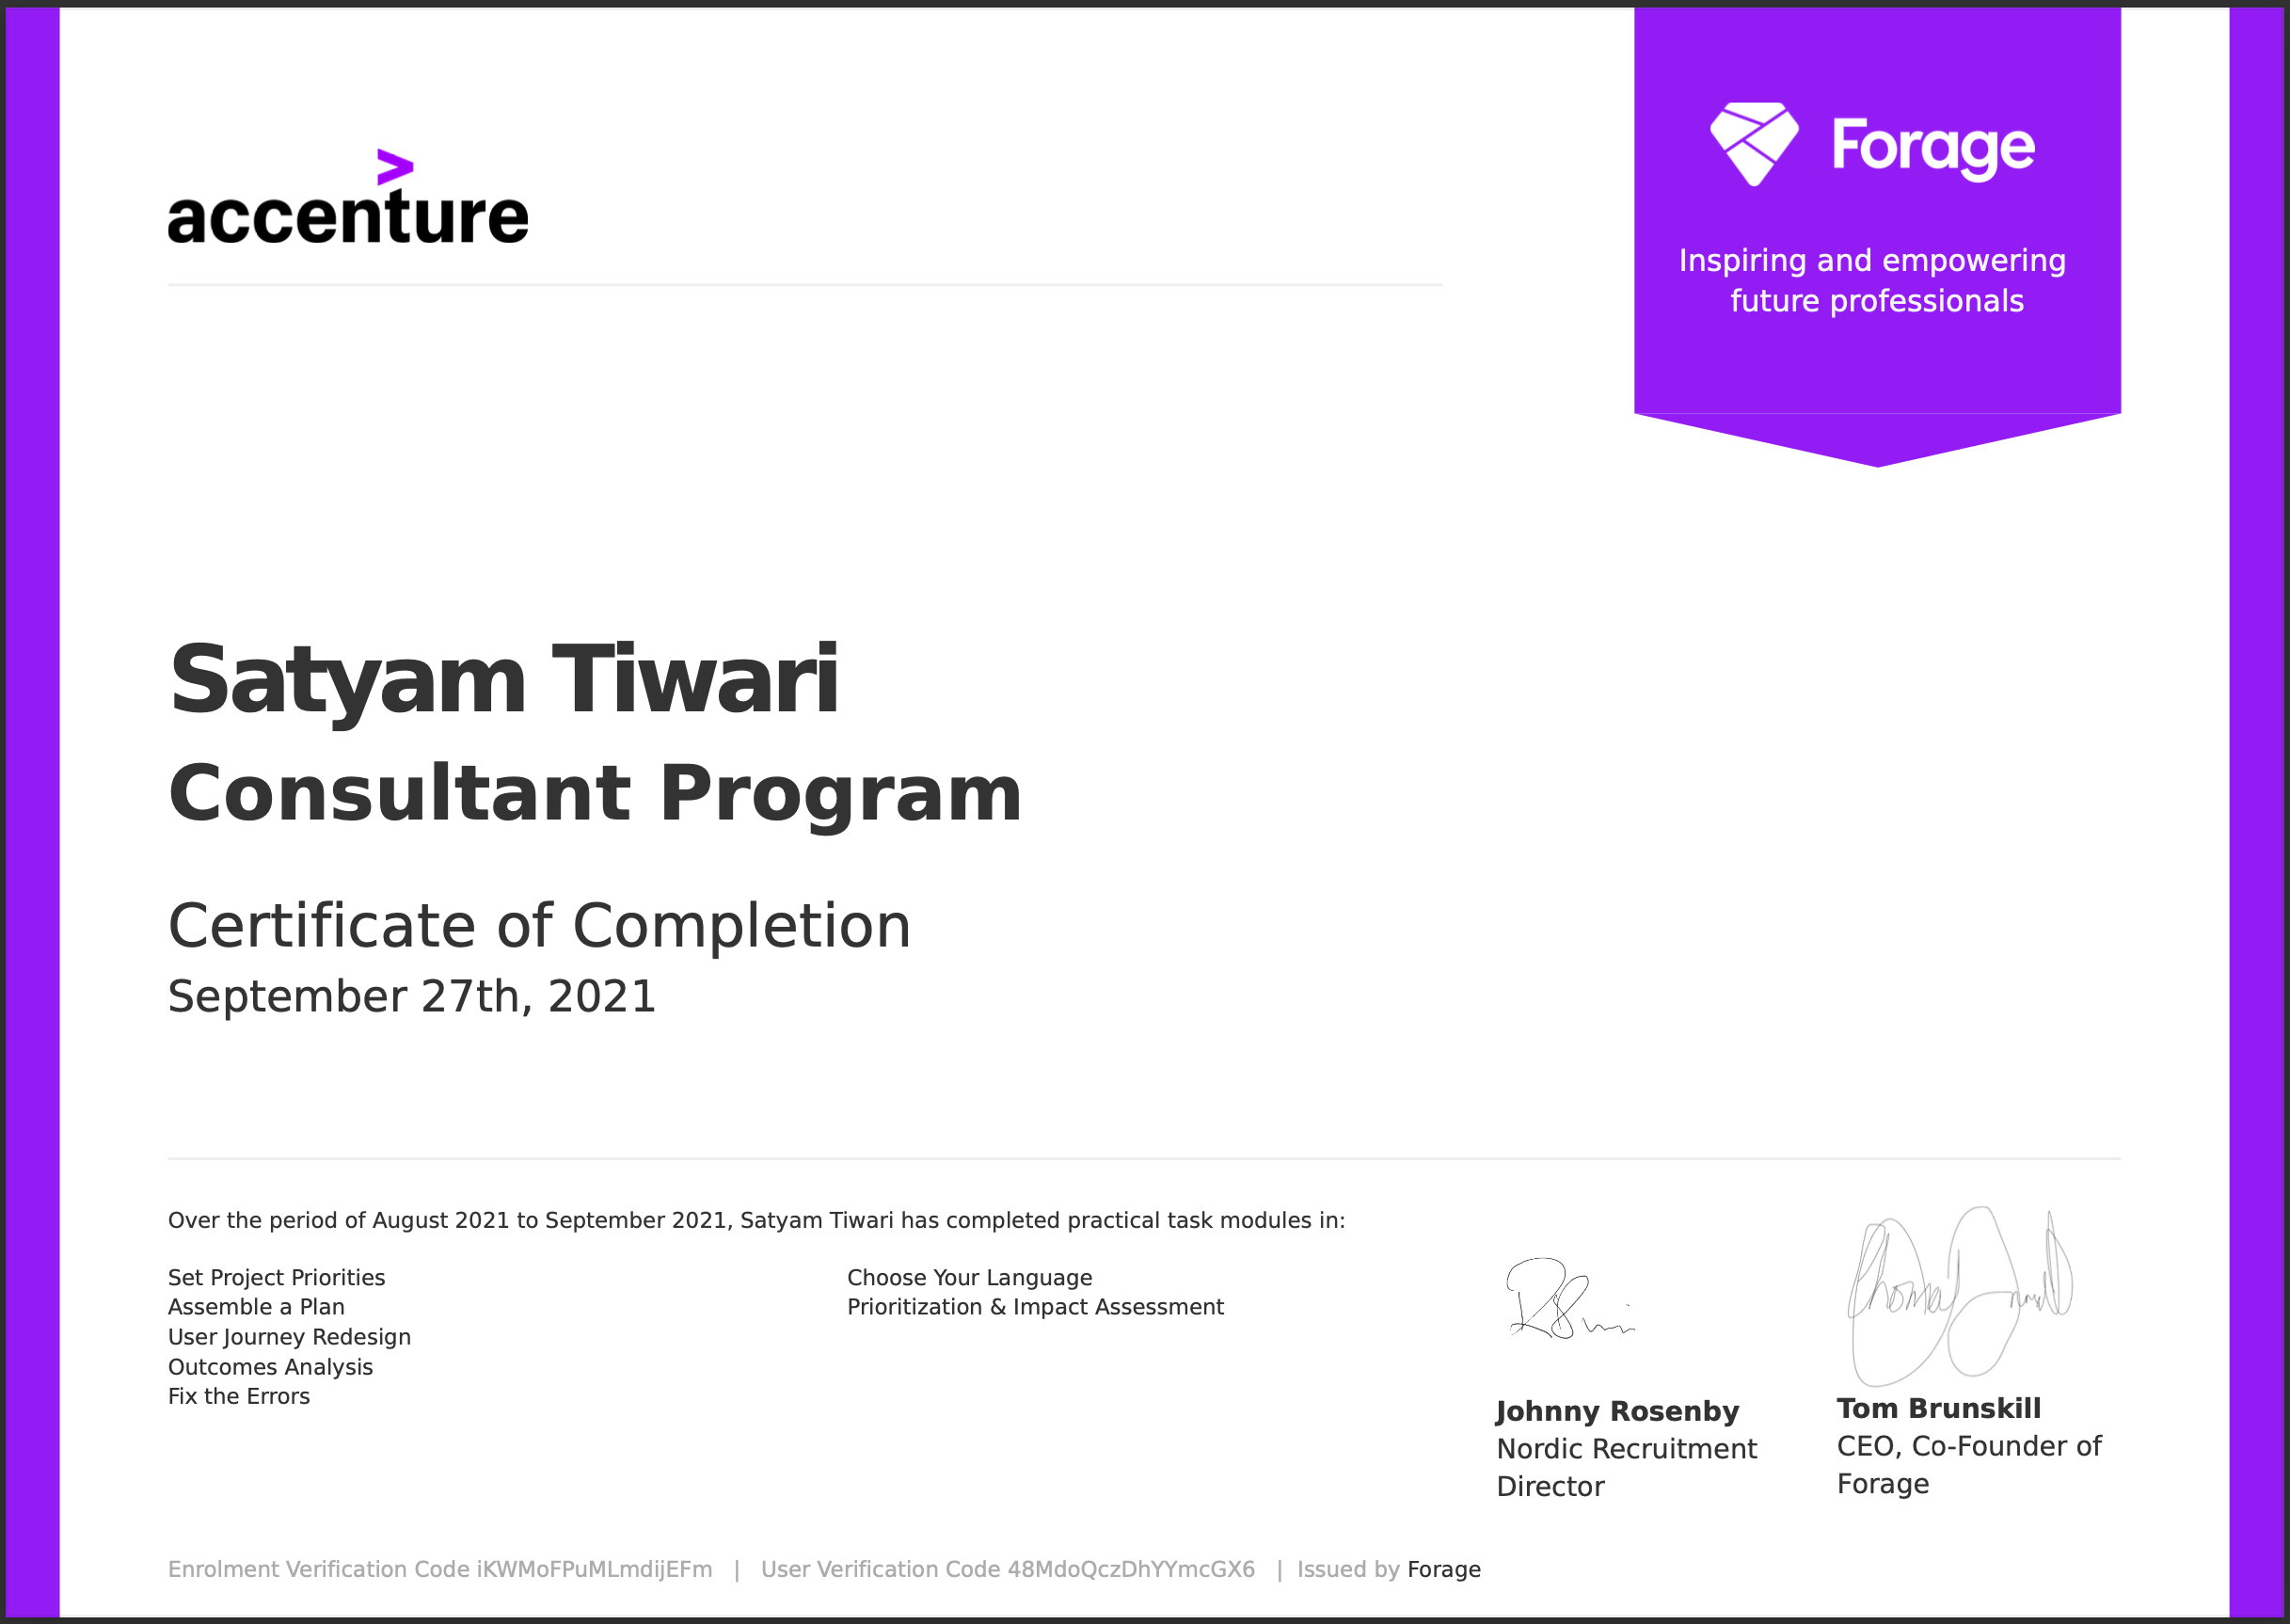 accenture
Forage
Inspiring and empowering
future professionals
Satyam Tiwari
Consultant Program
Certificate of Completion
September 27th, 2021
Over the period of August 2021 to September 2021, Satyam Tiwari has completed practical task modules in:
Set Project Priorities
Assemble a Plan
User Journey Redesign
Outcomes Analysis
Fix the Errors
Choose Your Language
Prioritization & Impact Assessment
Johnny Rosenby
Nordic Recruitment
Director
Tom Brunskill
CEO, Co-Founder of
Forage
Enrolment Verification Code iKWMoFPuMLmdijEFm | User Verification Code 48MdoQczDhYYmcGX6 | Issued by Forage